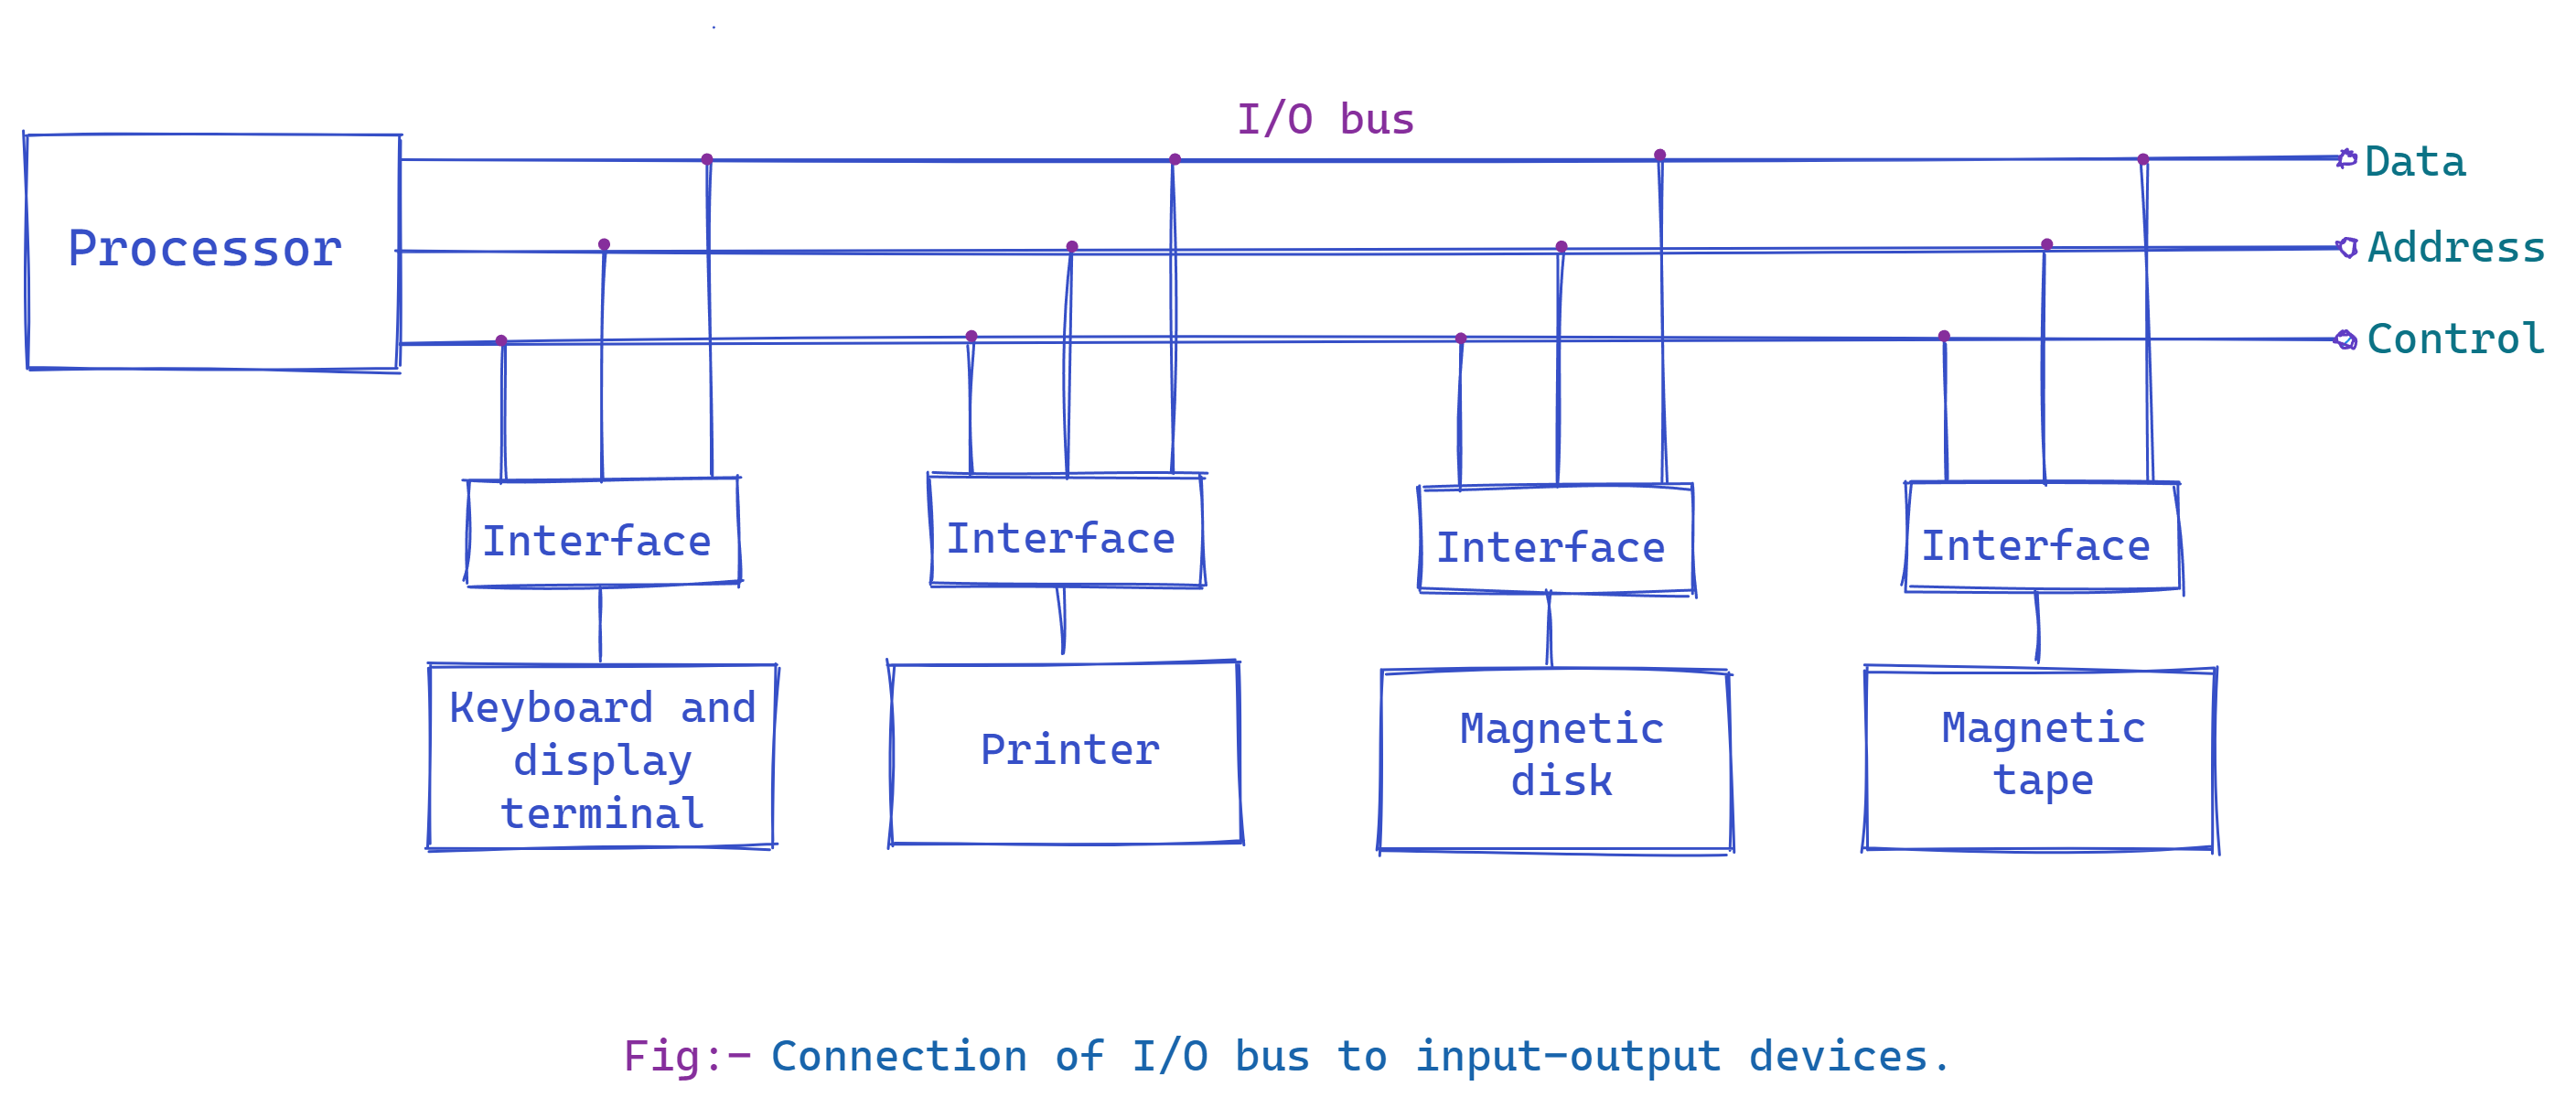 I/O bus
Data
Processor
Address
Control
Interface
Interface
Interface
Interface
Keyboard and
display
terminal
Printer
Magnetic
disk
Magnetic
tape
Fig:- Connection of I/O bus to input-output devices.